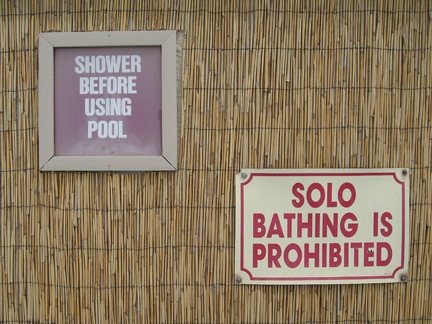 SHOWER
BEFORE
USING
POOL
SOLO
BATHING IS
PROHIBITED